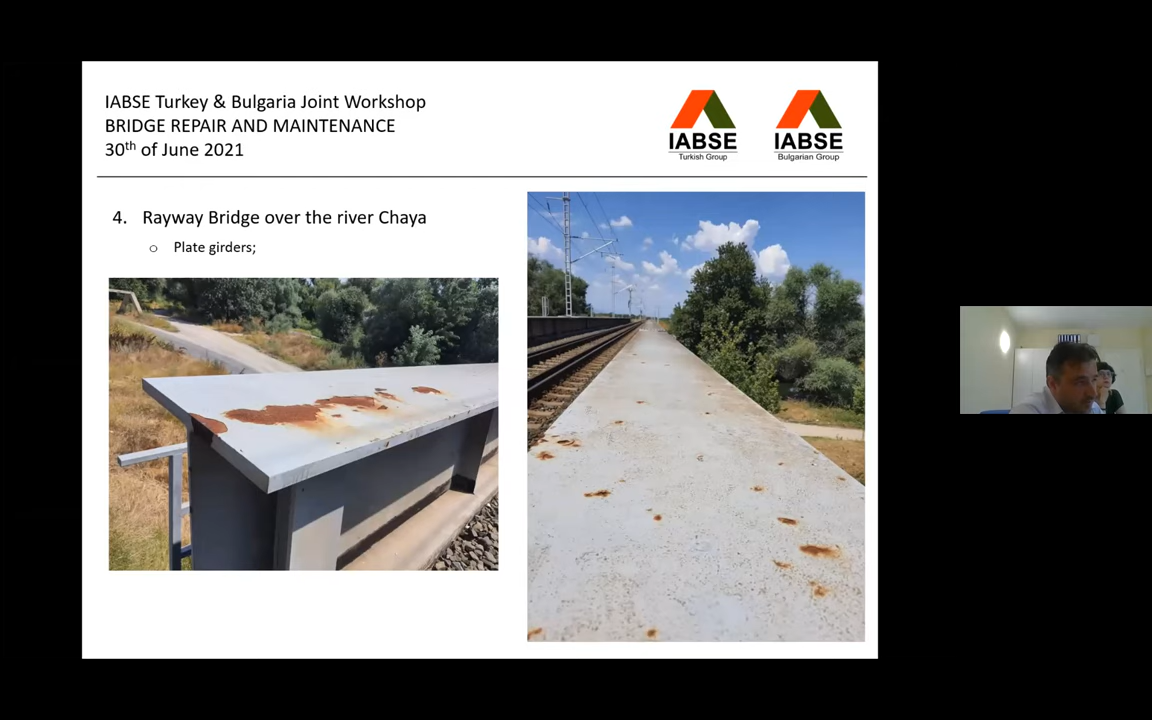 IABSE Turkey & Bulgaria Joint Workshop
BRIDGE REPAIR AND MAINTENANCE
30th of June 2021
IABSE
Turkish Group
IABSE
Bulgarian Group
4. Rayway Bridge over the river Chaya
o Plate girders;